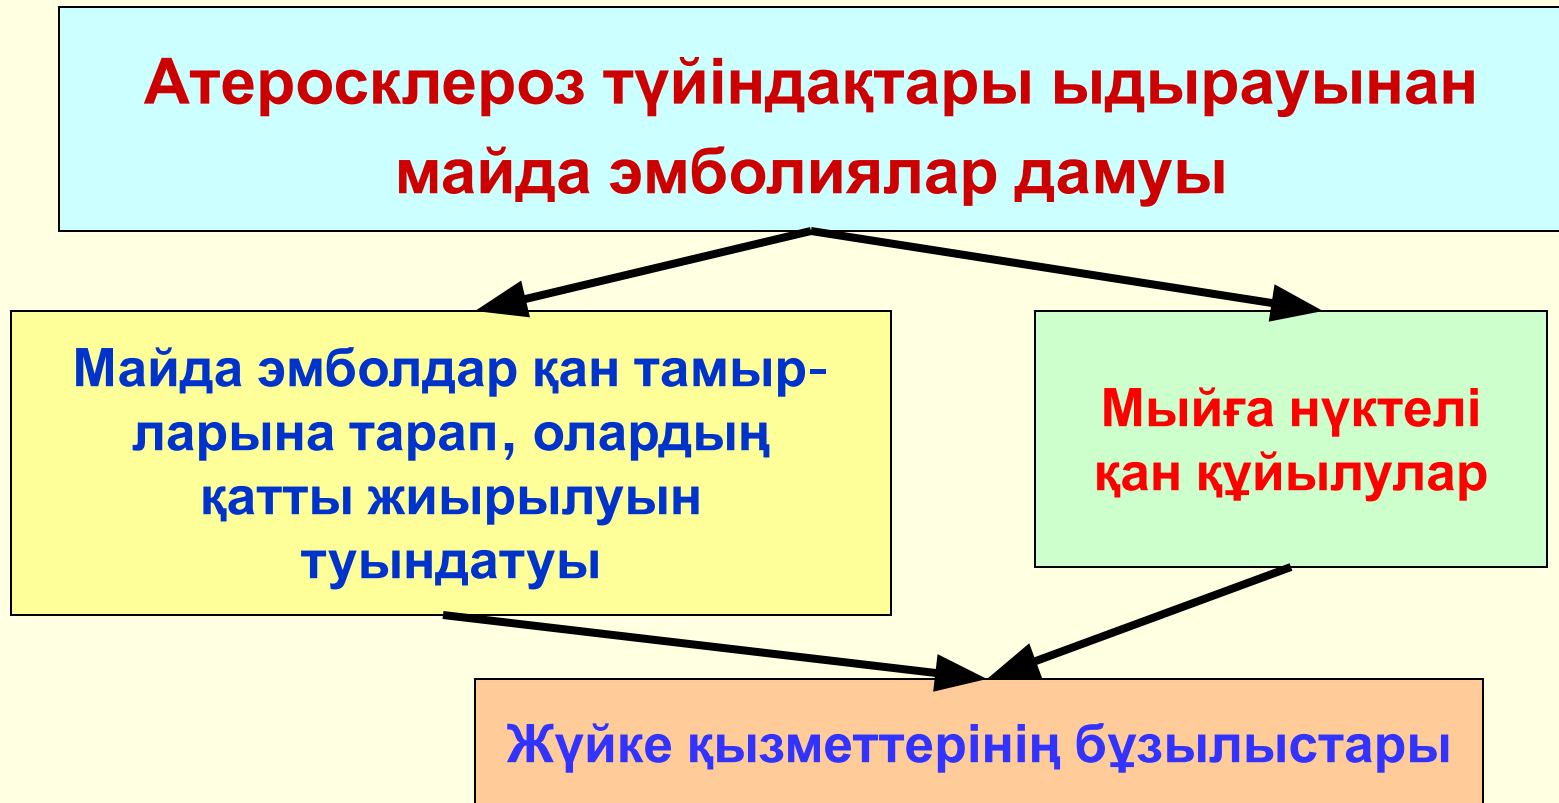 Атеросклероз түйіндақтары ыдырауынан
майда эмболиялар дамуы
Майда эмболдар қан тамыр-
ларына тарап, олардың
қатты жиырылуын
туындатуы
Мыйға нүктелі
қан құйылулар
Жүйке қызметтерінің бұзылыстары